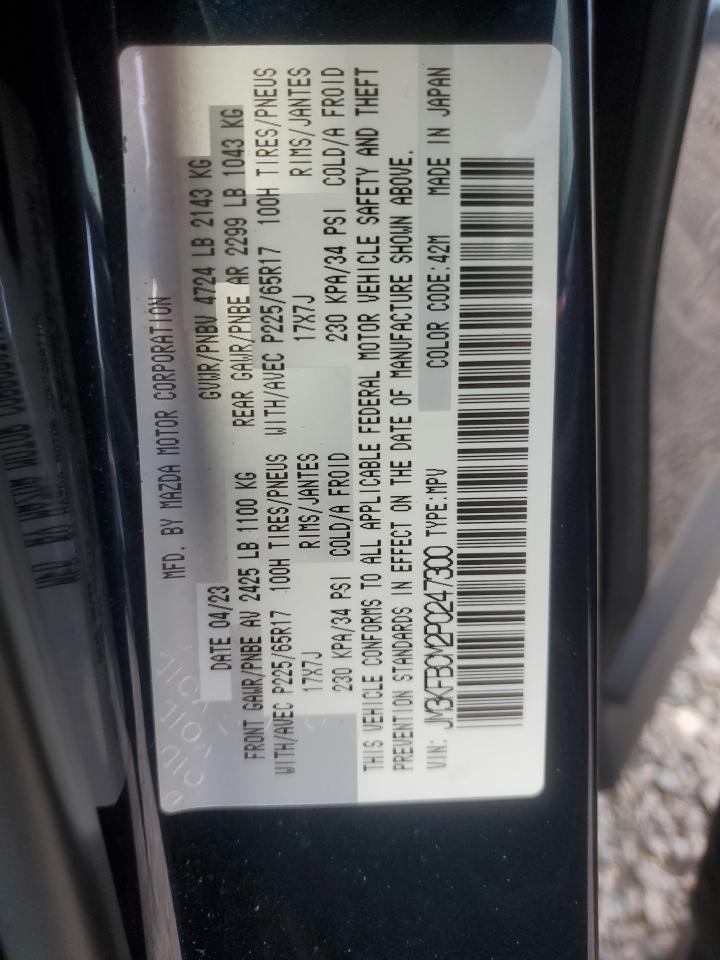 MFD. BY MAZDA MOTOR CORPORATION
DATE 04/23 GVWR/PNBV 4724 LB 2143 KG
FRONT GAWR/PNBE AV 2425 LB 1100 KG REAR GAWR/PNBE AR 2299 LB 1043 KG
WITH/AVEC P225/65R17 100H TIRES/PNEUS WITH/AVEC P225/65R17 100H TIRES/PNEUS
17X7J RIMS/JANTES 17X7J RIMS/JANTES
230 KPA/34 PSI COLD/A FROID 230 KPA/34 PSI COLD/A FROID
THIS VEHICLE CONFORMS TO ALL APPLICABLE FEDERAL MOTOR VEHICLE SAFETY AND THEFT
PREVENTION STANDARDS IN EFFECT ON THE DATE OF MANUFACTURE SHOWN ABOVE.
VIN: JM3KFBCM2P0247300 TYPE:MPV COLOR CODE:42M MADE IN JAPAN